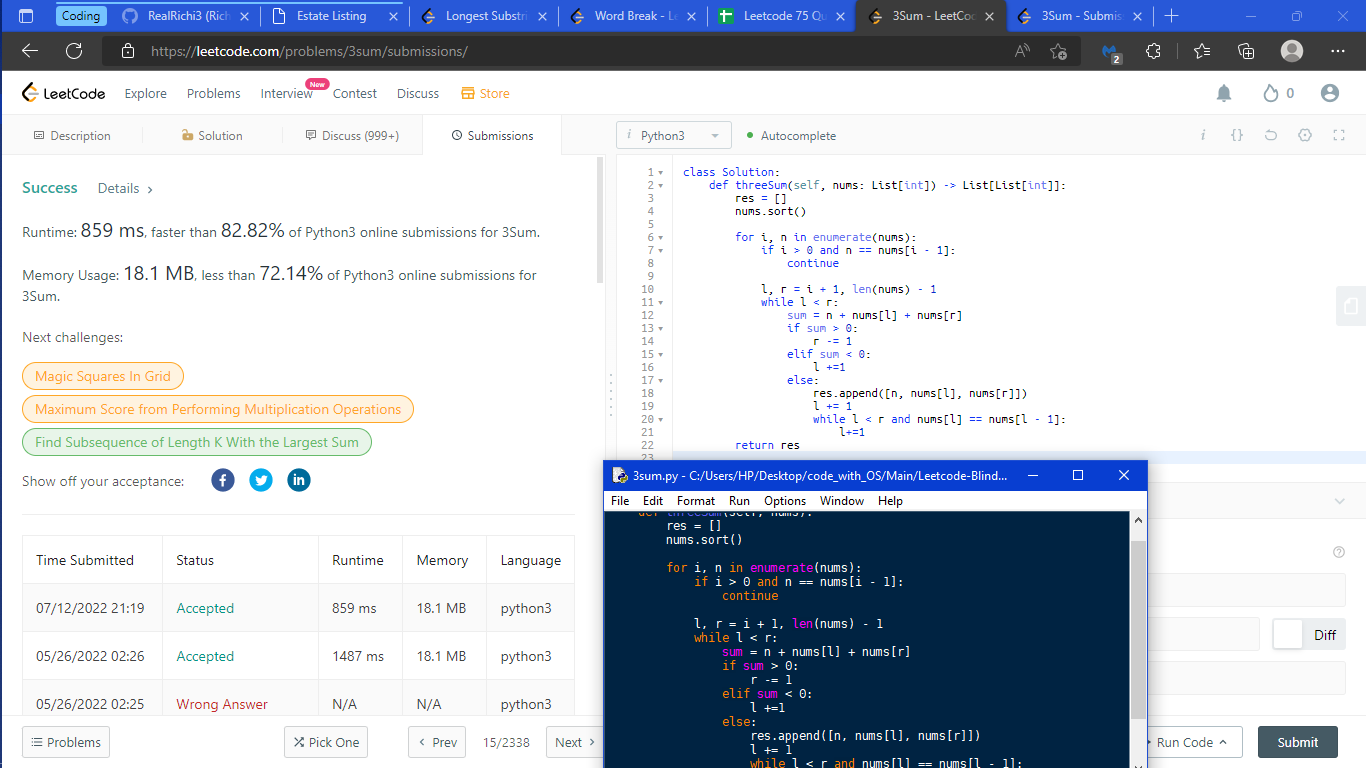 Coding
RealRichi3 (Rich
Estate Listing
Longest Substri
Word Break - Le
Leetcode 75 Qu
3Sum - LeetCod
3Sum - Submiss
https://leetcode.com/problems/3sum/submissions/
2
LeetCode
Explore
Problems
Interview
New
Contest
Discuss
Store
0
Description
Solution
Discuss (999+)
Submissions
i Python3
Autocomplete
i {}
Success
Details >
Runtime: 859 ms, faster than 82.82% of Python3 online submissions for 3Sum.
Memory Usage: 18.1 MB, less than 72.14% of Python3 online submissions for
3Sum.
Next challenges:
Magic Squares In Grid
Maximum Score from Performing Multiplication Operations
Find Subsequence of Length K With the Largest Sum
Show off your acceptance:
Time Submitted Status Runtime Memory Language
07/12/2022 21:19 Accepted 859 ms 18.1 MB python3
05/26/2022 02:26 Accepted 1487 ms 18.1 MB python3
05/26/2022 02:25 Wrong Answer N/A N/A python3
Problems
Pick One
< Prev
15/2338
Next >
1 class Solution:
2 def threeSum(self, nums: List[int]) -> List[List[int]]:
3 res = []
4 nums.sort()
5
6 for i, n in enumerate(nums):
7 if i > 0 and n == nums[i - 1]:
8 continue
9
10 l, r = i + 1, len(nums) - 1
11 while l < r:
12 sum = n + nums[l] + nums[r]
13 if sum > 0:
14 r -= 1
15 elif sum < 0:
16 l +=1
17 else:
18 res.append([n, nums[l], nums[r]])
19 l += 1
20 while l < r and nums[l] == nums[l - 1]:
21 l+=1
22 return res
23
3sum.py - C:/Users/HP/Desktop/code_with_OS/Main/Leetcode-Blind...
File Edit Format Run Options Window Help
def threeSum(self, nums):
res = []
nums.sort()
for i, n in enumerate(nums):
if i > 0 and n == nums[i - 1]:
continue
l, r = i + 1, len(nums) - 1
while l < r:
sum = n + nums[l] + nums[r]
if sum > 0:
r -= 1
elif sum < 0:
l +=1
else:
res.append([n, nums[l], nums[r]])
l += 1
while l < r and nums[l] == nums[l - 1]:
Diff
Run Code
Submit